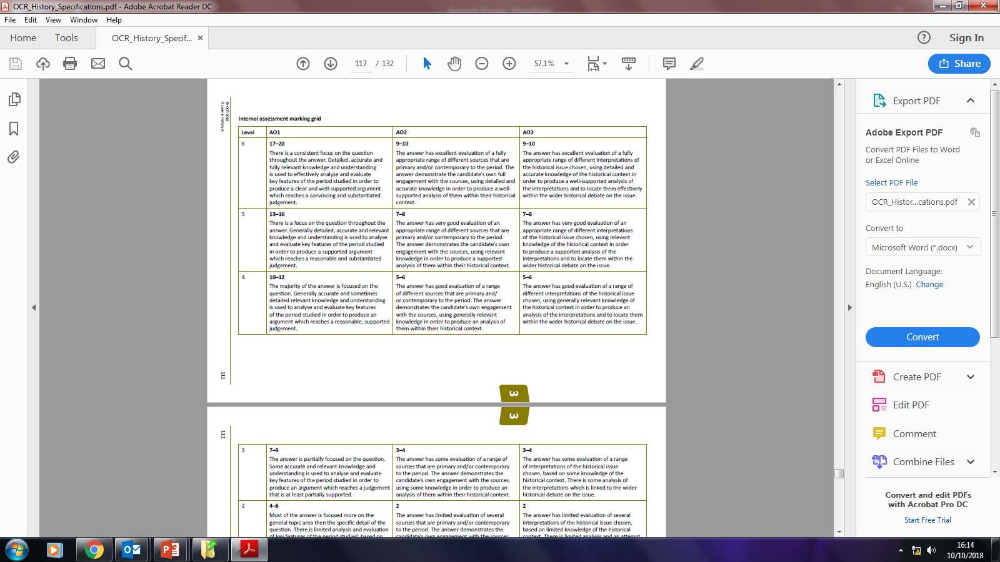 OCR_History_Specifications.pdf - Adobe Acrobat Reader DC
File Edit View Window Help
Home Tools OCR_History_Specif... × Sign In
117 / 132 57.1% Share
© OCR 2016
A Level in History A
Internal assessment marking grid
Level AO1 AO2 AO3
6
17–20
There is a consistent focus on the question
throughout the answer. Detailed, accurate and
fully relevant knowledge and understanding
is used to effectively analyse and evaluate
key features of the period studied in order to
produce a clear and well-supported argument
which reaches a convincing and substantiated
judgement.
9–10
The answer has excellent evaluation of a fully
appropriate range of different sources that are
primary and/or contemporary to the period. The
answer demonstrate the candidate's own full
engagement with the sources, using detailed and
accurate knowledge in order to produce a well-
supported analysis of them within their historical
context.
9–10
The answer has excellent evaluation of a fully
appropriate range of different interpretations of
the historical issue chosen, using detailed and
accurate knowledge of the historical context in
order to produce a well-supported analysis of
the interpretations and to locate them effectively
within the wider historical debate on the issue.
5
13–16
There is a focus on the question throughout the
answer. Generally detailed, accurate and relevant
knowledge and understanding is used to analyse
and evaluate key features of the period studied
in order to produce a supported argument
which reaches a reasonable and substantiated
judgement.
7–8
The answer has very good evaluation of an
appropriate range of different sources that are
primary and/or contemporary to the period.
The answer demonstrates the candidate's own
engagement with the sources, using relevant
knowledge in order to produce a supported
analysis of them within their historical context.
7–8
The answer has very good evaluation of an
appropriate range of different interpretations
of the historical issue chosen, using relevant
knowledge of the historical context in order
to produce a supported analysis of the
interpretations and to locate them within the
wider historical debate on the issue.
4
10–12
The majority of the answer is focused on the
question. Generally accurate and sometimes
detailed relevant knowledge and understanding
is used to analyse and evaluate key features
of the period studied in order to produce an
argument which reaches a reasonable, supported
judgement.
5–6
The answer has good evaluation of a range
of different sources that are primary and/
or contemporary to the period. The answer
demonstrates the candidate's own engagement
with the sources, using generally relevant
knowledge in order to produce an analysis of
them within their historical context.
5–6
The answer has good evaluation of a range of
different interpretations of the historical issue
chosen, using generally relevant knowledge of
the historical context in order to produce an
analysis of the interpretations and to locate them
within the wider historical debate on the issue.
111
3
3
112
3
7–9
The answer is partially focused on the question.
Some accurate and relevant knowledge and
understanding is used to analyse and evaluate
key features of the period studied in order to
produce an argument which reaches a judgement
that is at least partially supported.
3–4
The answer has some evaluation of a range of
sources that are primary and/or contemporary
to the period. The answer demonstrates the
candidate's own engagement with the sources,
using some knowledge in order to produce an
analysis of them within their historical context.
3–4
The answer has some evaluation of a range
of interpretations of the historical issue
chosen, based on some knowledge of the
historical context. There is some analysis of
the interpretations which is linked to the wider
historical debate on the issue.
2
4–6
Most of the answer is focused more on the
general topic area then the specific detail of the
question. There is limited analysis and evaluation
of key features of the period studied, based on
2
The answer has limited evaluation of several
sources that are primary and/or contemporary
to the period. The answer demonstrates the
candidate's own engagement with the sources
2
The answer has limited evaluation of several
interpretations of the historical issue chosen,
based on limited knowledge of the historical
context. There is limited analysis and an attempt
Export PDF
Adobe Export PDF
Convert PDF Files to Word
or Excel Online
Select PDF File
OCR_Histor...cations.pdf
Convert to
Microsoft Word (*.docx)
Document Language:
English (U.S.) Change
Convert
Create PDF
Edit PDF
Comment
Combine Files
Convert and edit PDFs
with Acrobat Pro DC
Start Free Trial
16:14
10/10/2018